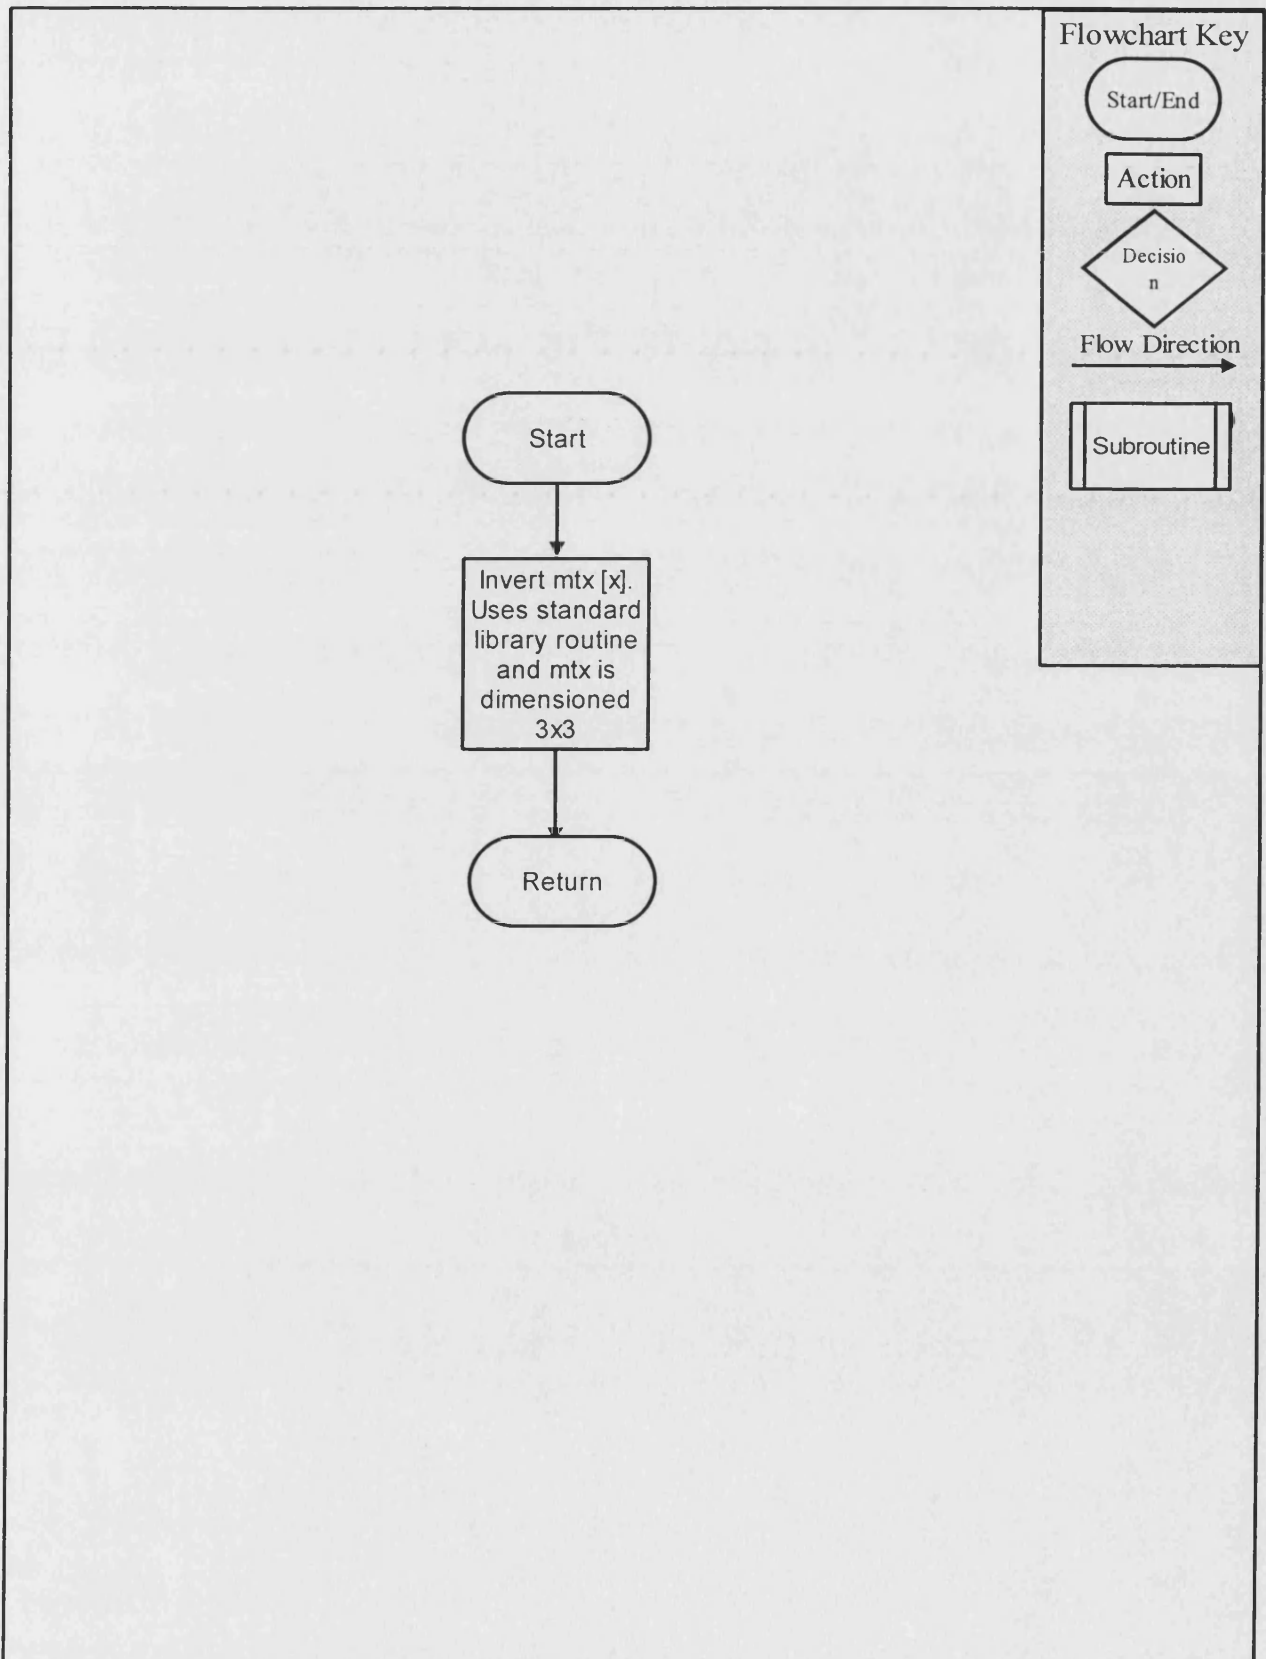 Flowchart Key
Start/End
Action
Decisio
n
Flow Direction
Subroutine
Start
Invert mtx [x].
Uses standard
library routine
and mtx is
dimensioned
3x3
Return